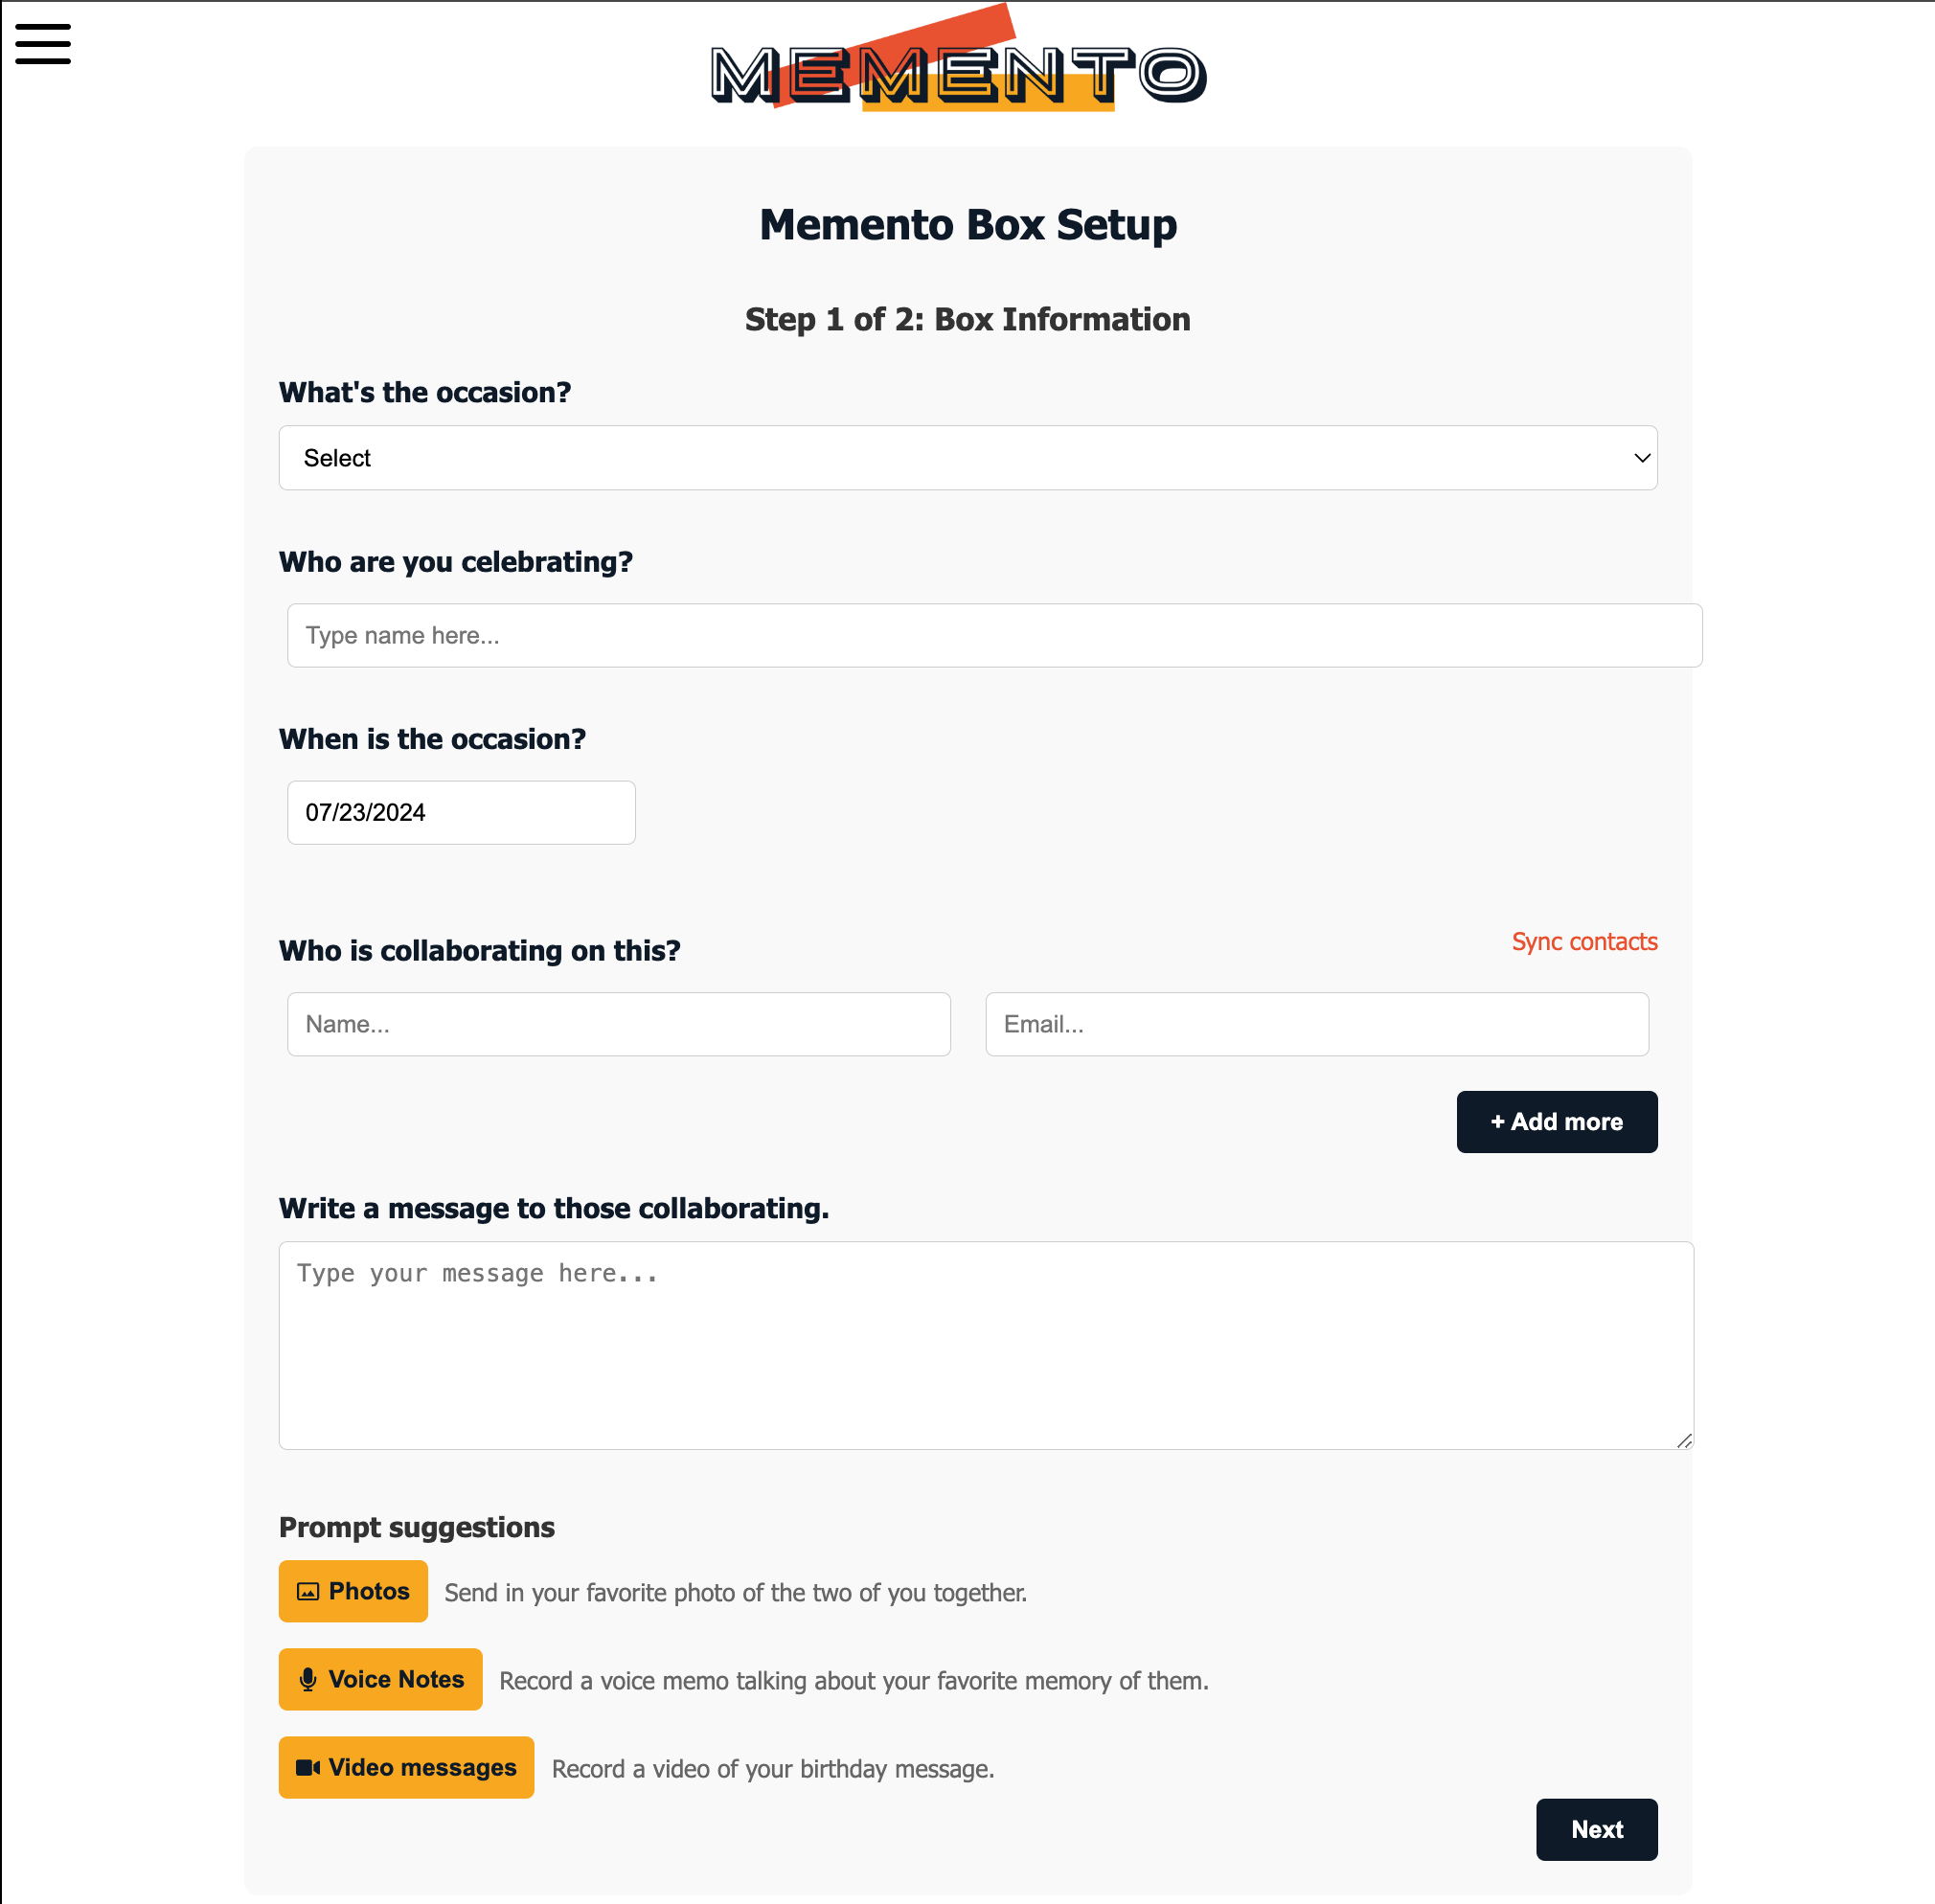 MEMENTO
Memento Box Setup
Step 1 of 2: Box Information
What's the occasion?
Select
Who are you celebrating?
Type name here...
When is the occasion?
07/23/2024
Who is collaborating on this?
Sync contacts
Name...
Email...
+ Add more
Write a message to those collaborating.
Type your message here...
Prompt suggestions
Photos Send in your favorite photo of the two of you together.
Voice Notes Record a voice memo talking about your favorite memory of them.
Video messages Record a video of your birthday message.
Next